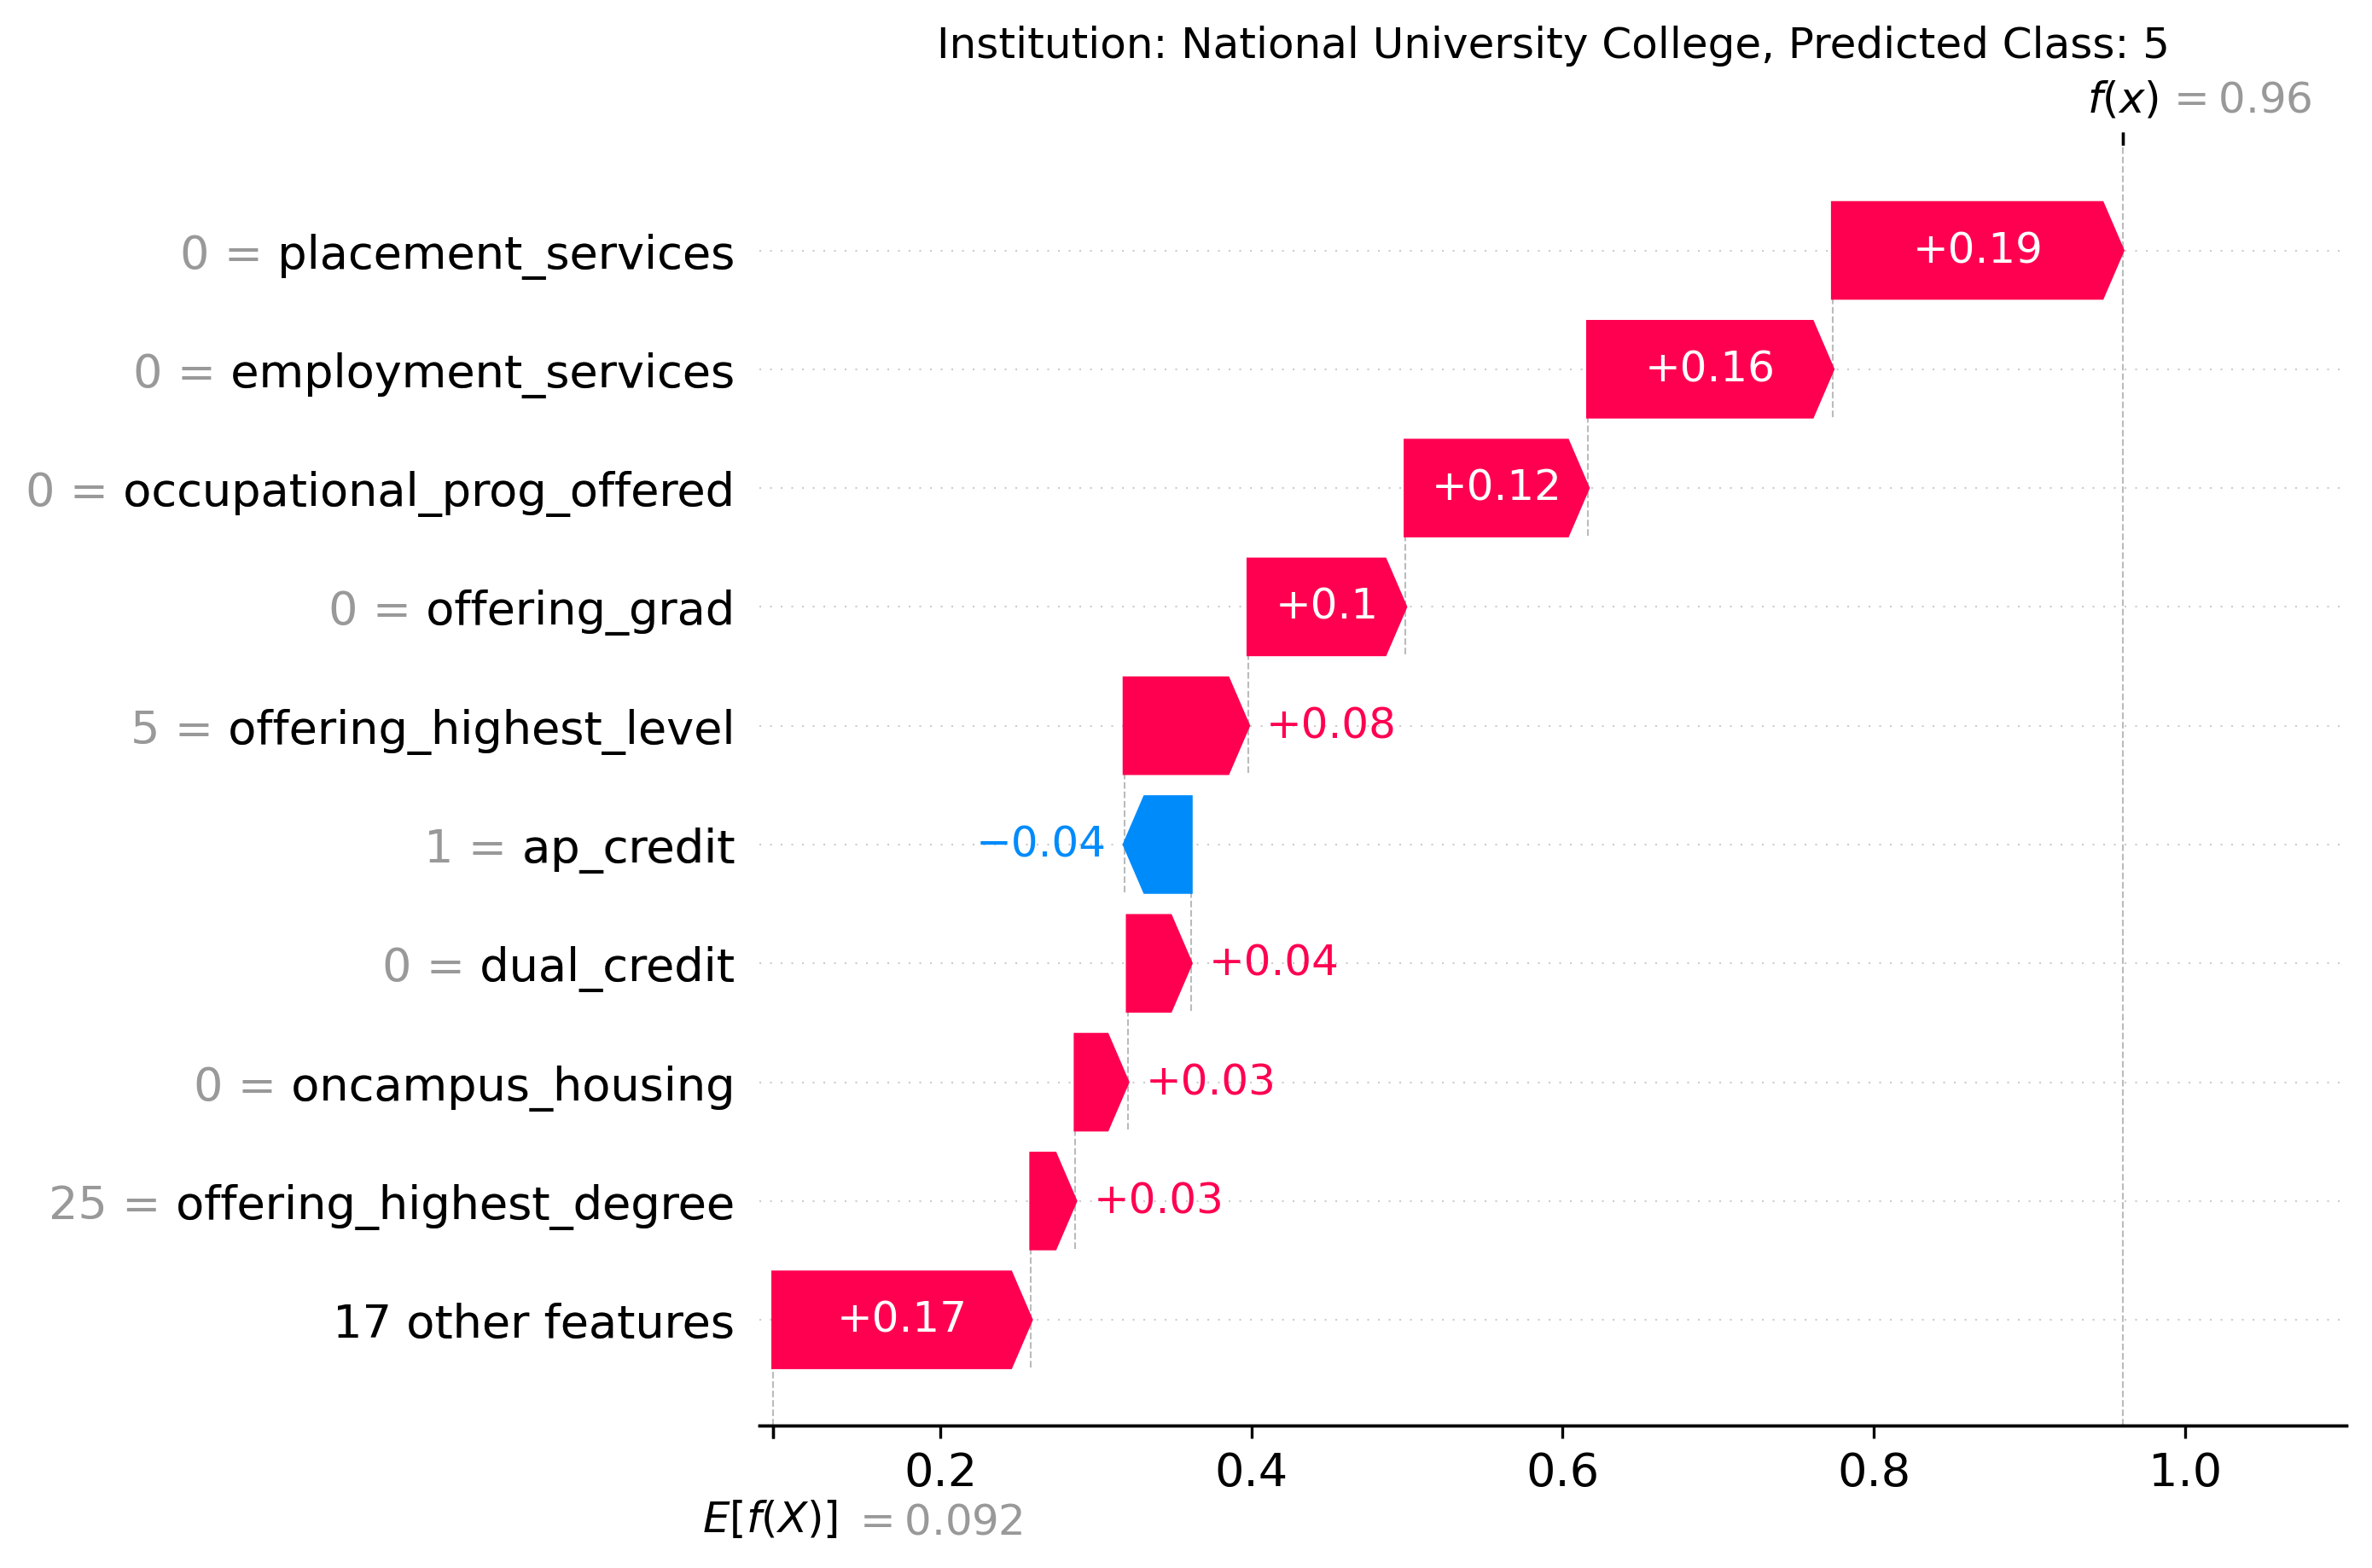 Institution: National University College, Predicted Class: 5
f(x) = 0.96
0 = placement_services +0.19
0 = employment_services +0.16
0 = occupational_prog_offered +0.12
0 = offering_grad +0.1
5 = offering_highest_level +0.08
1 = ap_credit −0.04
0 = dual_credit +0.04
0 = oncampus_housing +0.03
25 = offering_highest_degree +0.03
17 other features +0.17
0.2 0.4 0.6 0.8 1.0
E[f(X)] = 0.092